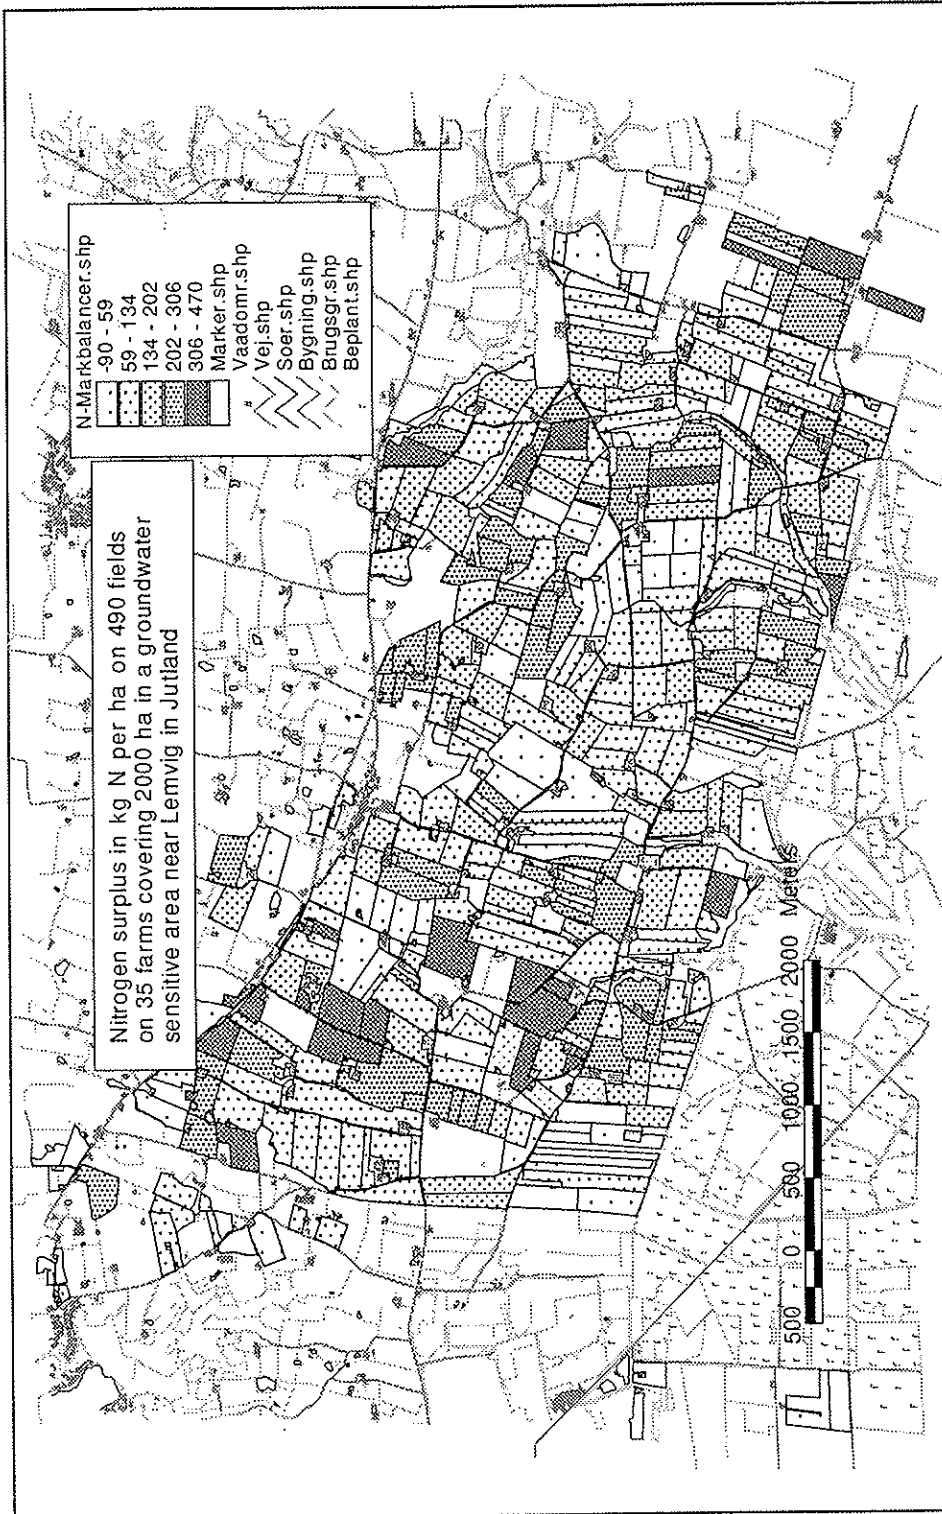 Nitrogen surplus in kg N per ha on 490 fields
on 35 farms covering 2000 ha in a groundwater
sensitive area near Lemvig in Jutland
N-Markbalancer.shp
-90 - 59
59 - 134
134 - 202
202 - 306
306 - 470
Marker.shp
Vaadomr.shp
Vej.shp
Soer.shp
Bygning.shp
Brugsgr.shp
Beplant.shp
500 0 500 1000 1500 2000 Meters